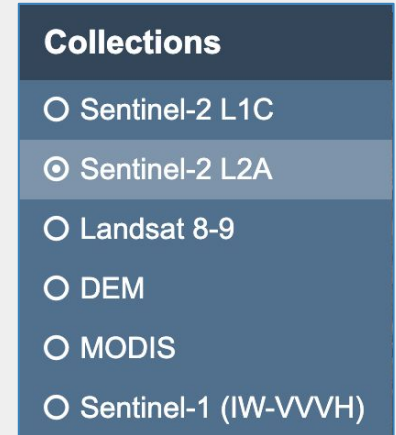 Collections
Sentinel-2 L1C
Sentinel-2 L2A
Landsat 8-9
DEM
MODIS
Sentinel-1 (IW-VVVH)